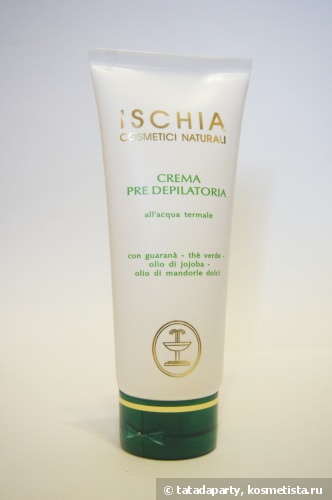 ISCHIA
COSMETICI NATURALI
CREMA
PRE DEPILATORIA
all'acqua termale
con guaranà - thè verde -
olio di jojoba -
olio di mandorle dolci
© tatadaparty, kosmetista.ru